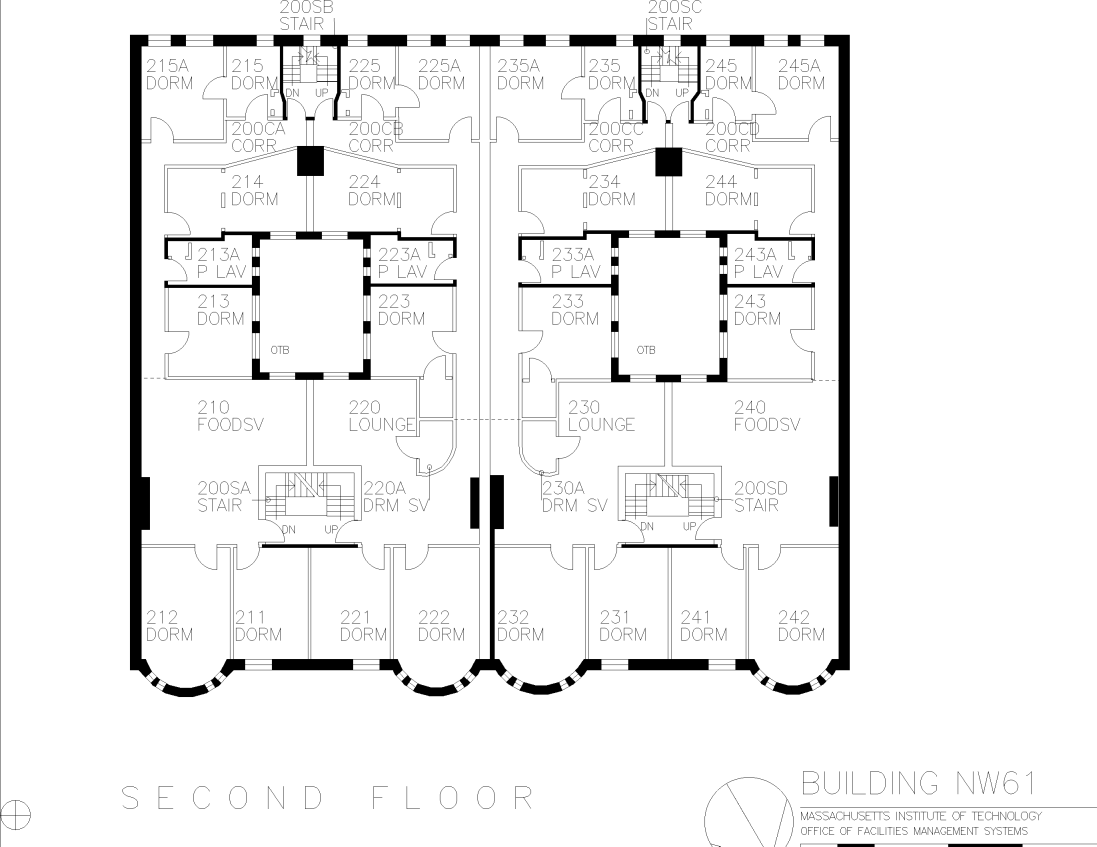 200SB
STAIR
200SC
STAIR
215A
DORM
215
DORM
225
DORM
225A
DORM
235A
DORM
235
DORM
245
DORM
245A
DORM
DN
UP
DN
UP
200CA
CORR
200CB
CORR
200CC
CORR
200CD
CORR
214
DORM
224
DORM
234
DORM
244
DORM
213A
P LAV
223A
P LAV
233A
P LAV
243A
P LAV
213
DORM
223
DORM
233
DORM
243
DORM
OTB
OTB
210
FOODSV
220
LOUNGE
230
LOUNGE
240
FOODSV
200SA
STAIR
220A
DRM SV
230A
DRM SV
200SD
STAIR
DN
UP
DN
UP
212
DORM
211
DORM
221
DORM
222
DORM
232
DORM
231
DORM
241
DORM
242
DORM
SECOND FLOOR
BUILDING NW61
MASSACHUSETTS INSTITUTE OF TECHNOLOGY
OFFICE OF FACILITIES MANAGEMENT SYSTEMS